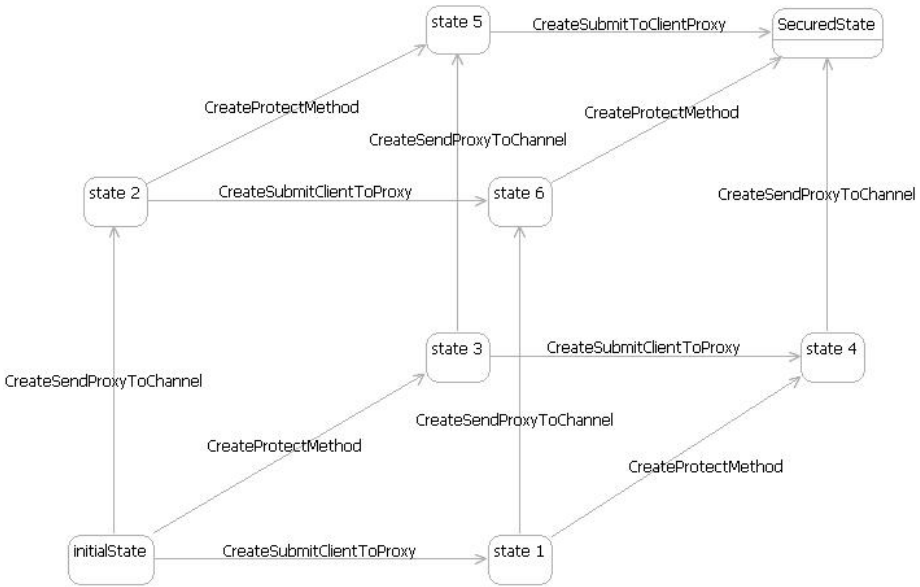 state 5
CreateSubmitToClientProxy
SecuredState
CreateProtectMethod
CreateProtectMethod
CreateSendProxyToChannel
state 2
CreateSubmitClientToProxy
state 6
CreateSendProxyToChannel
state 3
CreateSubmitClientToProxy
state 4
CreateSendProxyToChannel
CreateSendProxyToChannel
CreateProtectMethod
CreateProtectMethod
initialState
CreateSubmitClientToProxy
state 1